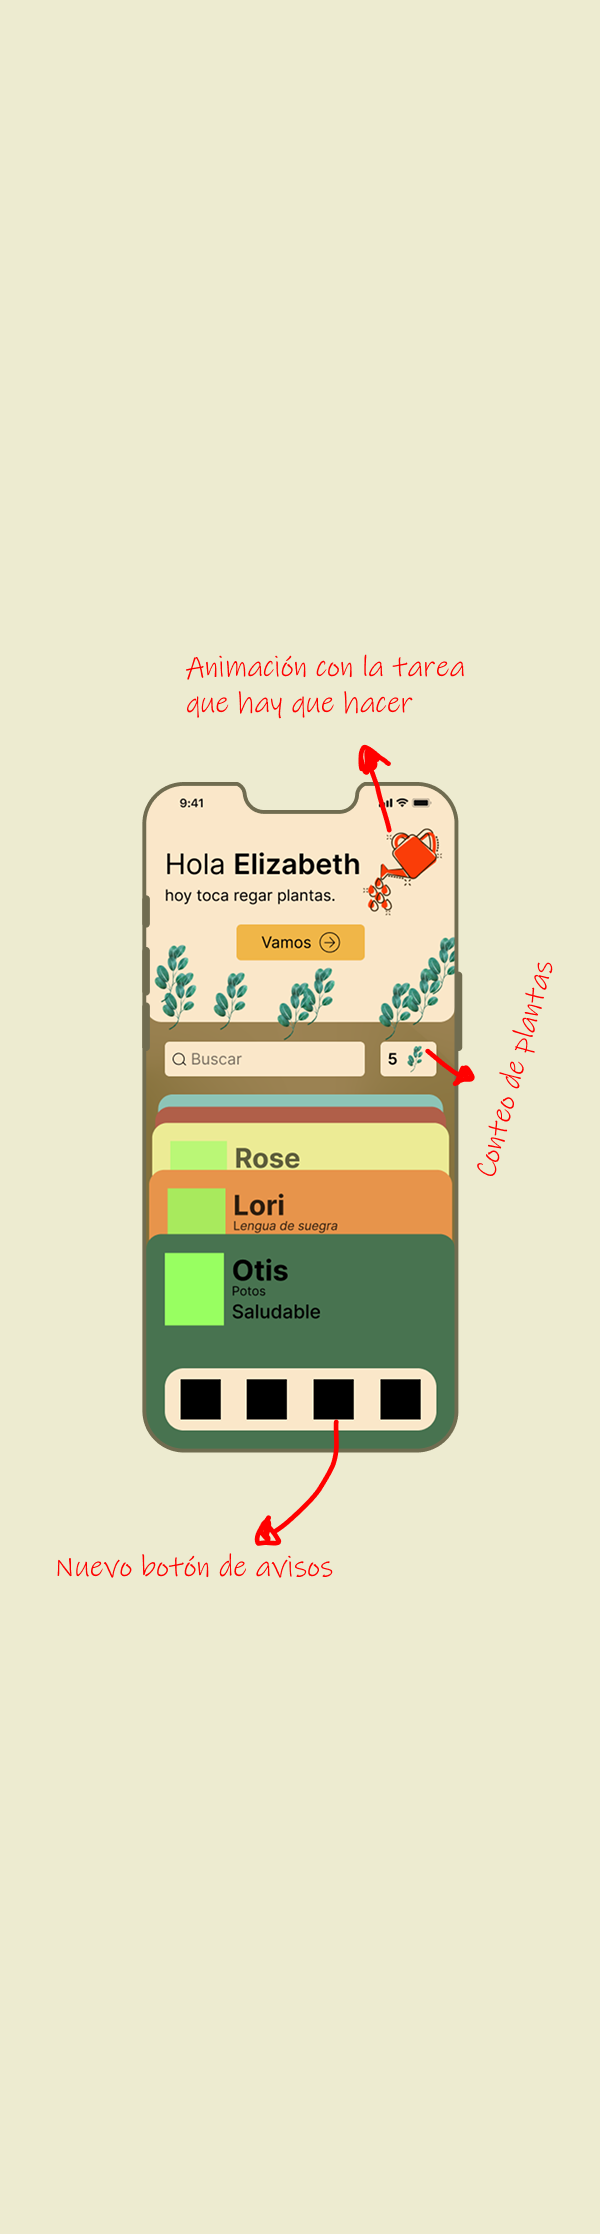 Animación con la tarea
que hay que hacer
9:41
Hola Elizabeth
hoy toca regar plantas.
Vamos
Buscar
5
Conteo de plantas
Rose
Lori
Lengua de suegra
Otis
Potos
Saludable
Nuevo botón de avisos